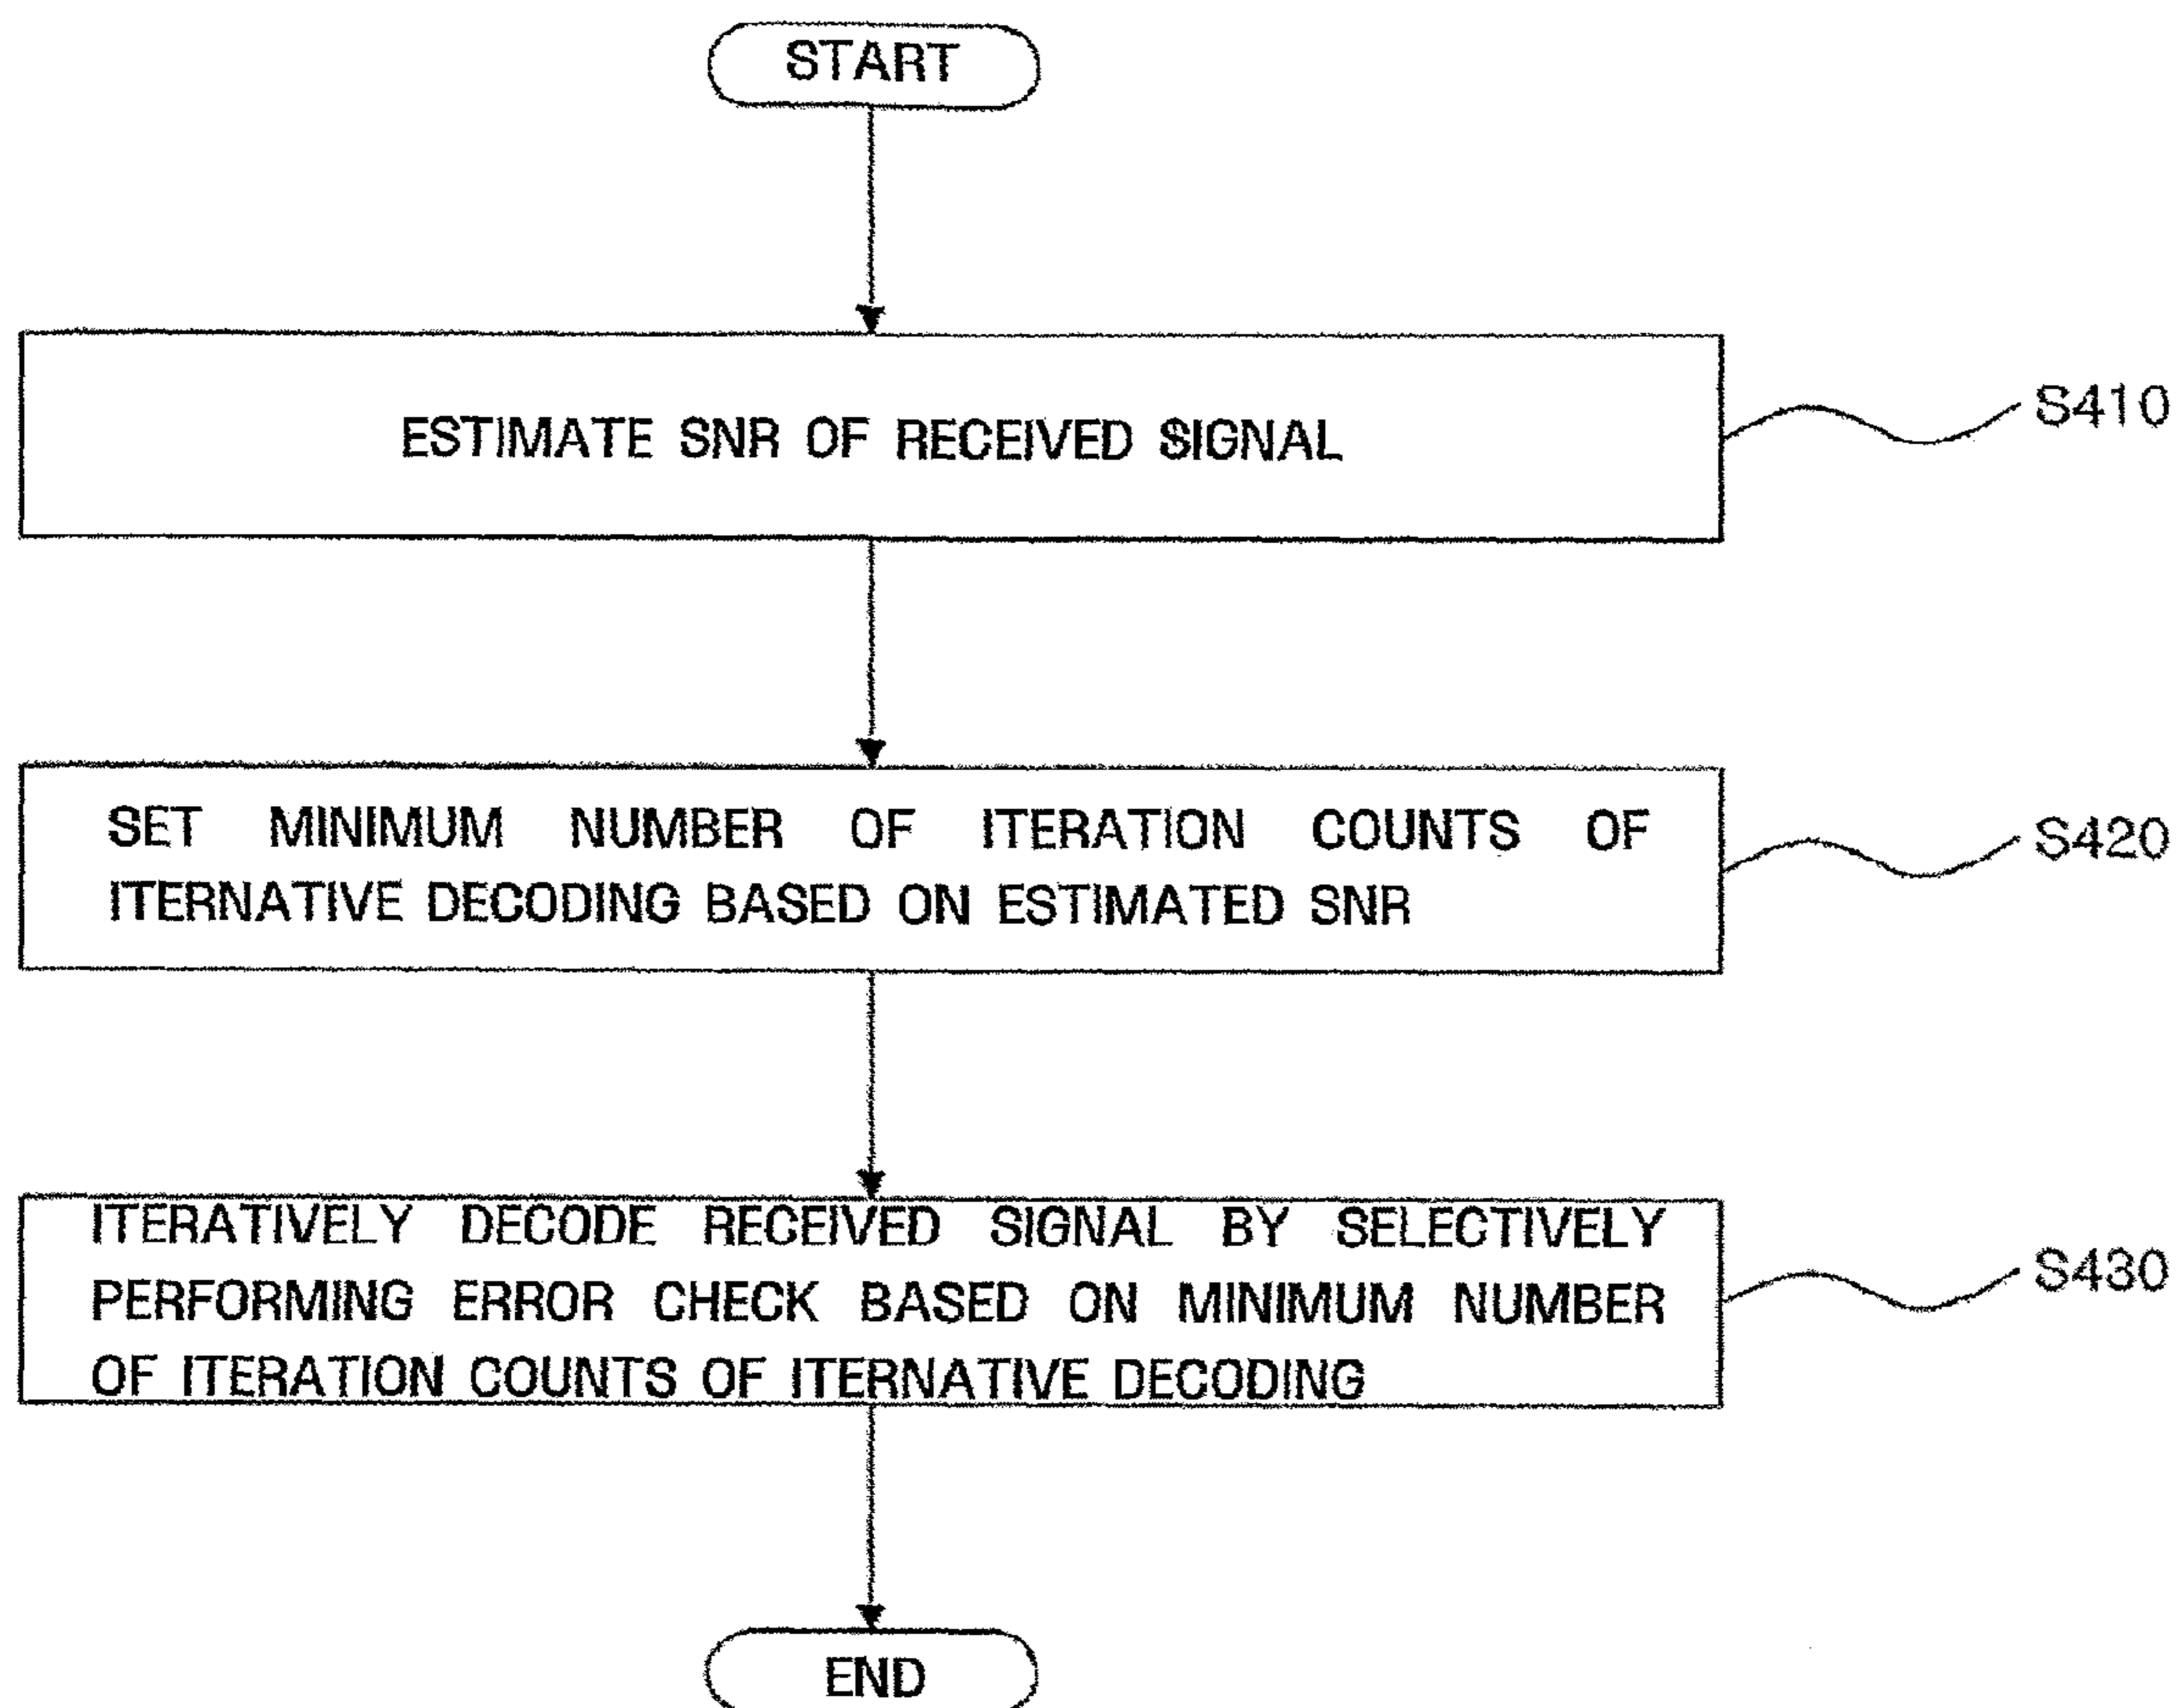 START
ESTIMATE SNR OF RECEIVED SIGNAL
S410
SET MINIMUM NUMBER OF ITERATION COUNTS OF
ITERNATIVE DECODING BASED ON ESTIMATED SNR
S420
ITERATIVELY DECODE RECEIVED SIGNAL BY SELECTIVELY
PERFORMING ERROR CHECK BASED ON MINIMUM NUMBER
OF ITERATION COUNTS OF ITERNATIVE DECODING
S430
END